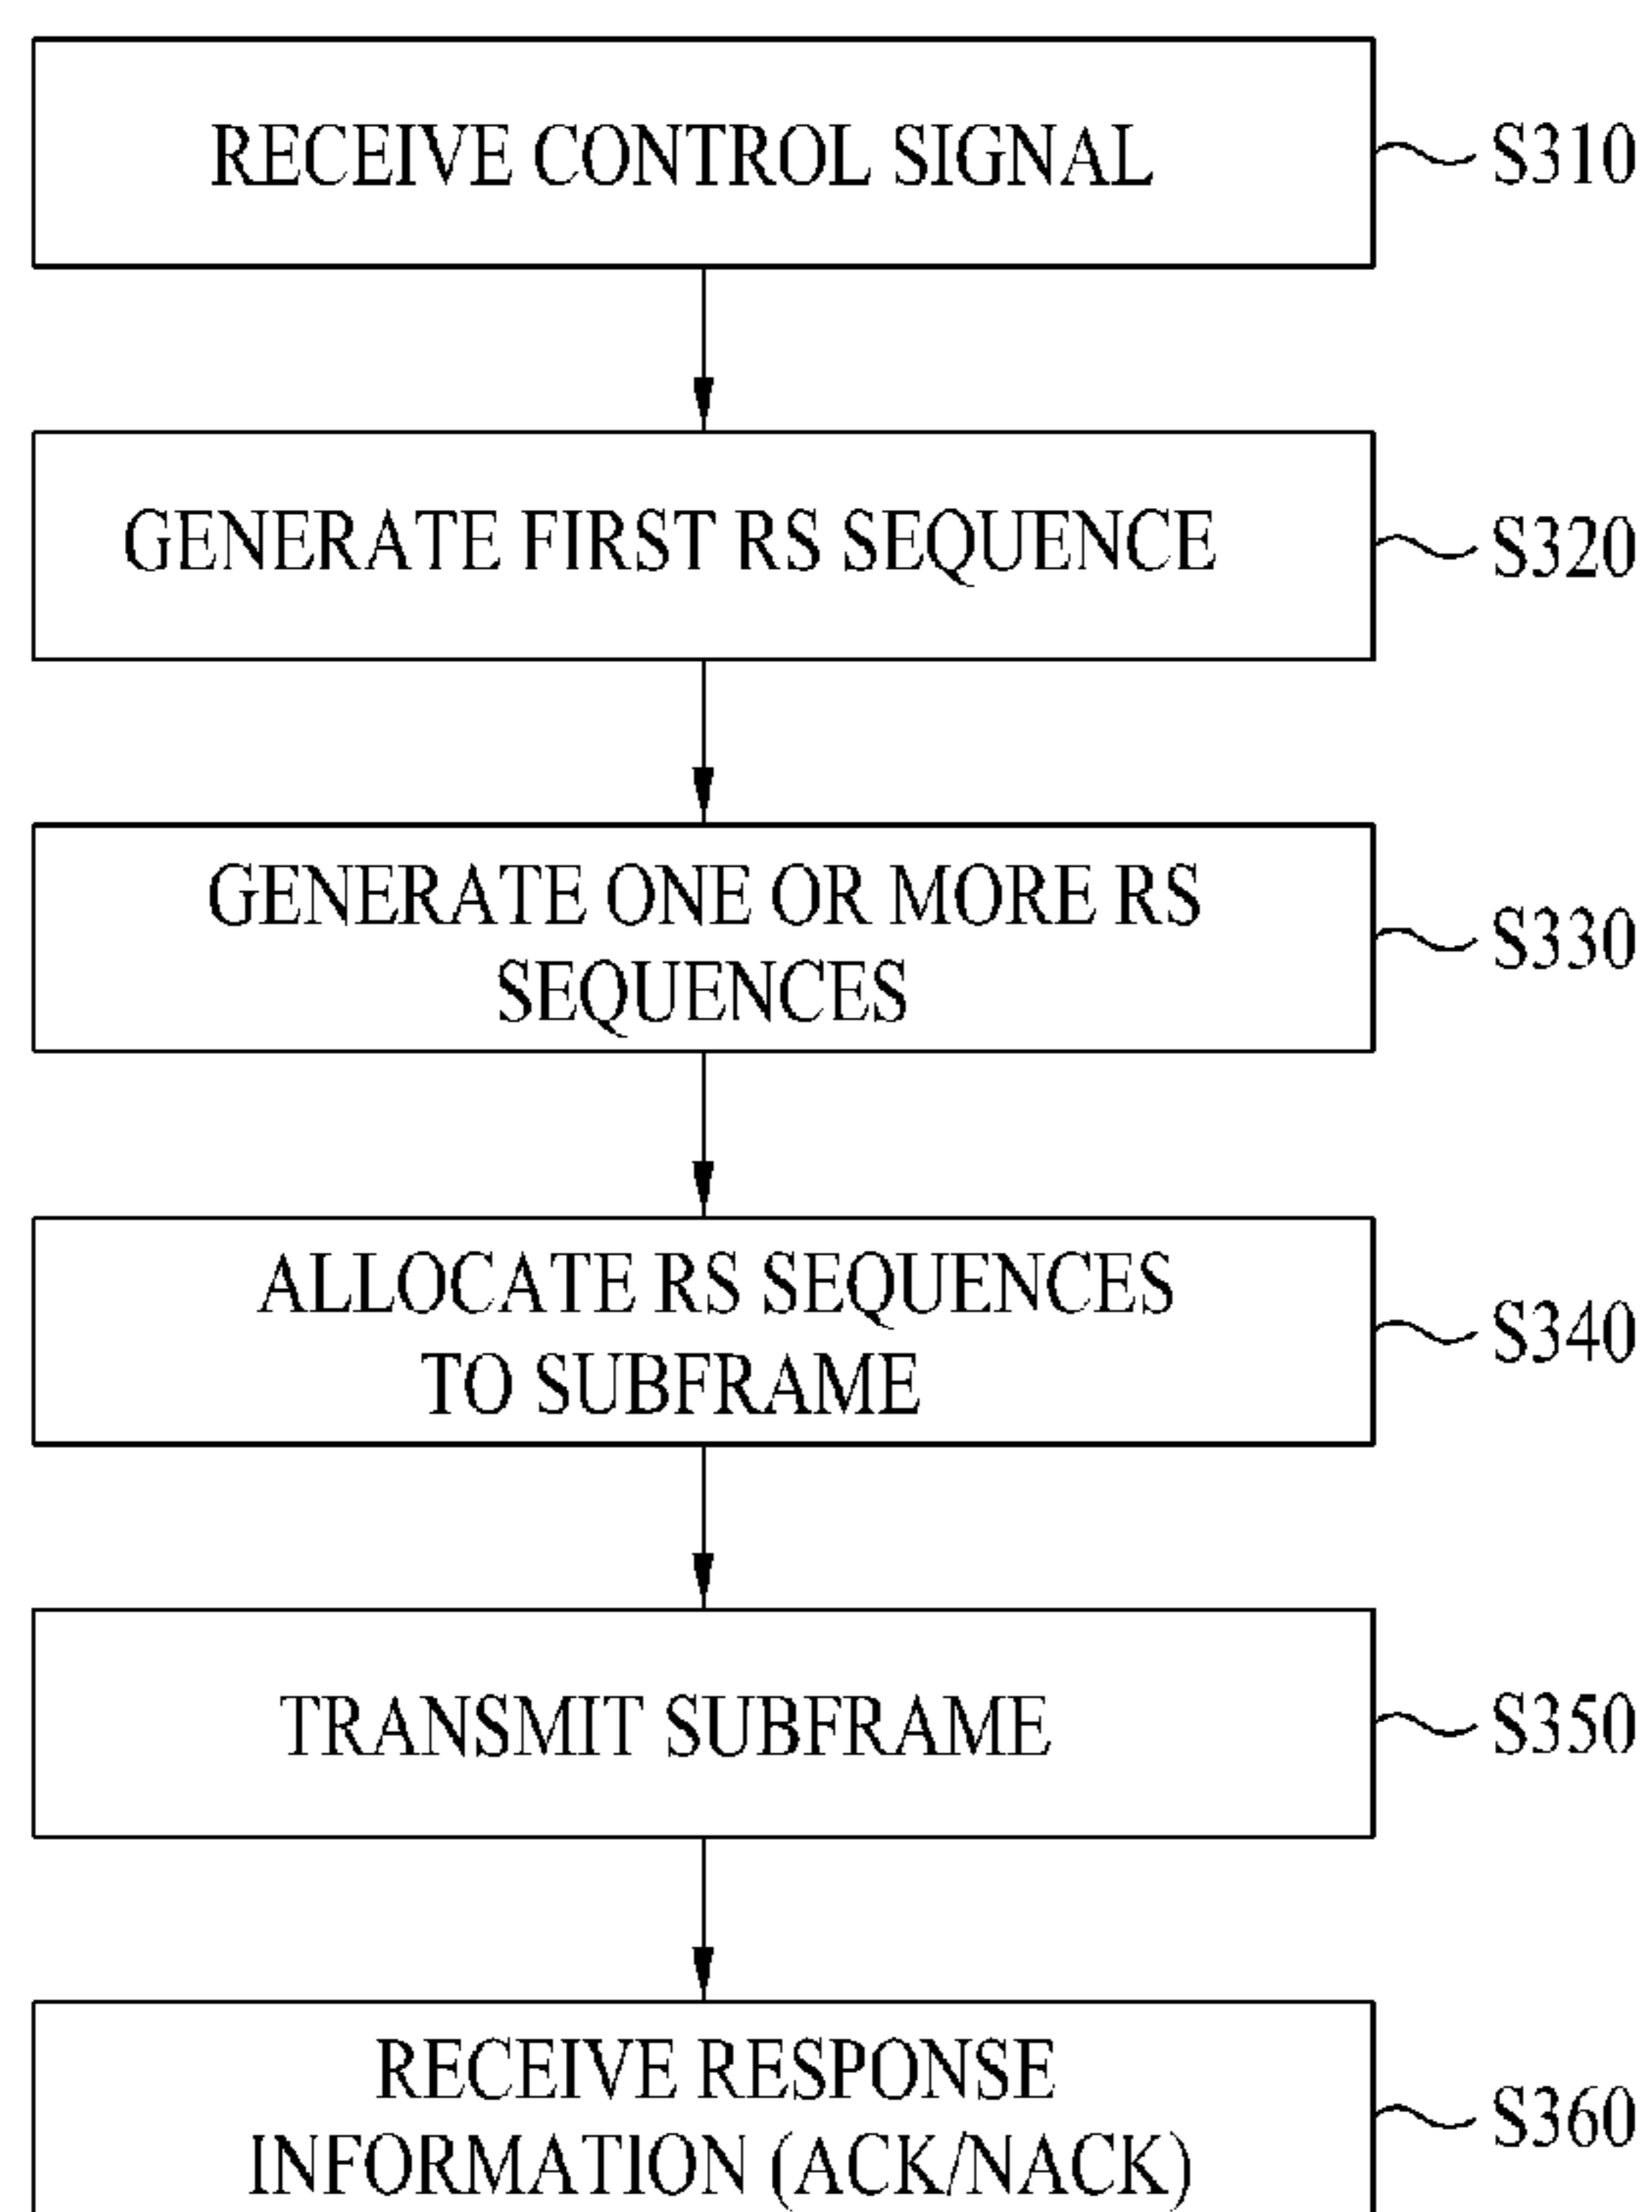 RECEIVE CONTROL SIGNAL
S310
GENERATE FIRST RS SEQUENCE
S320
GENERATE ONE OR MORE RS
SEQUENCES
S330
ALLOCATE RS SEQUENCES
TO SUBFRAME
S340
TRANSMIT SUBFRAME
S350
RECEIVE RESPONSE
INFORMATION (ACK/NACK)
S360